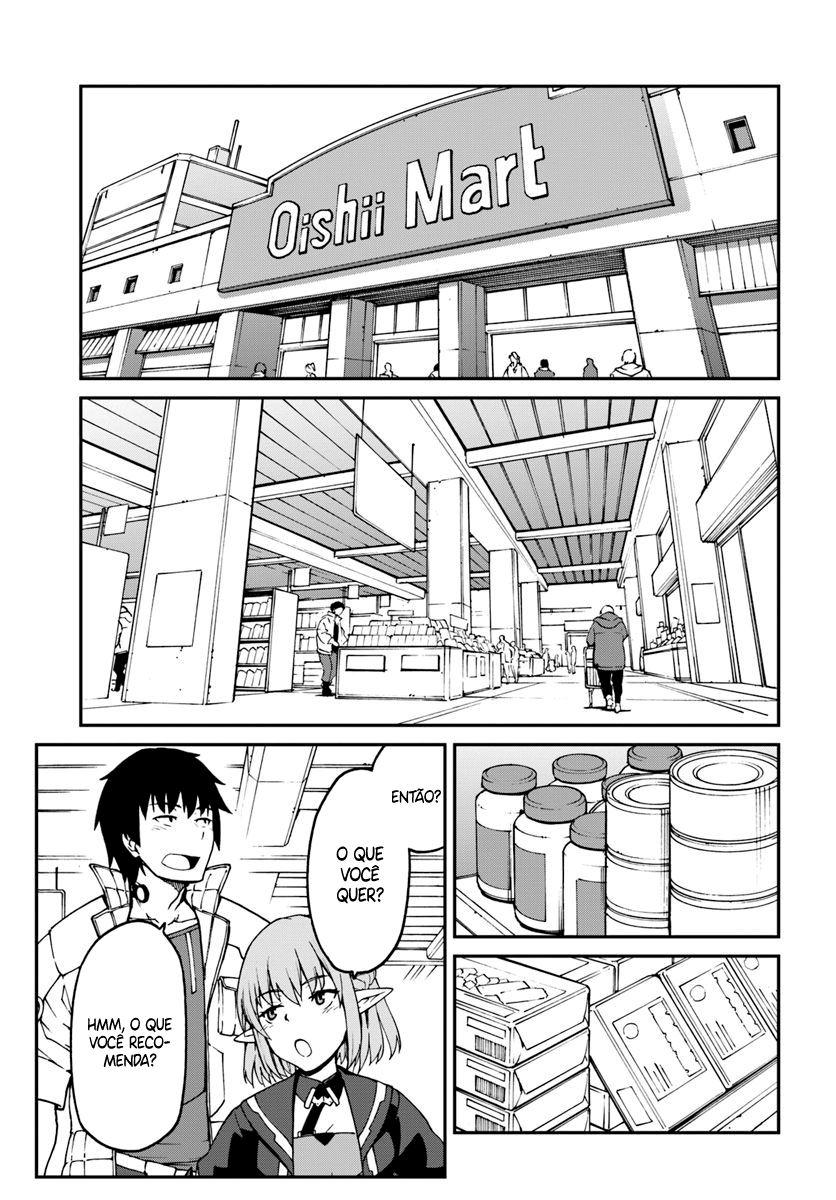 Oishii Mart
ENTÃO?
O QUE
VOCÊ
QUER?
HMM, O QUE
VOCÊ RECO-
MENDA?